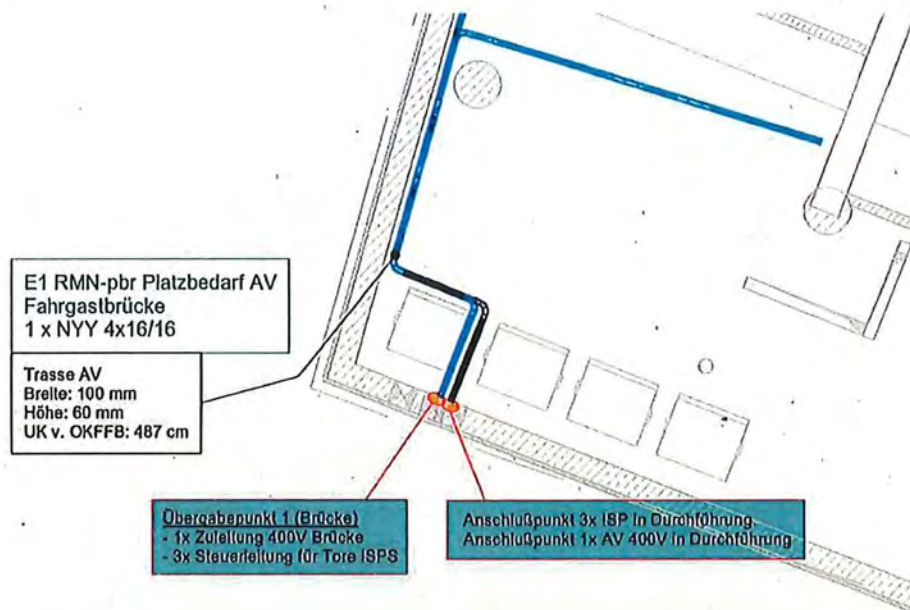 E1 RMN-pbr Platzbedarf AV
Fahrgastbrücke
1 x NYY 4x16/16
Trasse AV
Breite: 100 mm
Höhe: 60 mm
UK v. OKFFB: 487 cm
Übergabepunkt 1 (Brücke)
- 1x Zuleitung 400V Brücke
- 3x Steuerleitung für Tore ISPS
Anschlußpunkt 3x ISP in Durchführung.
Anschlußpunkt 1x AV 400V in Durchführung